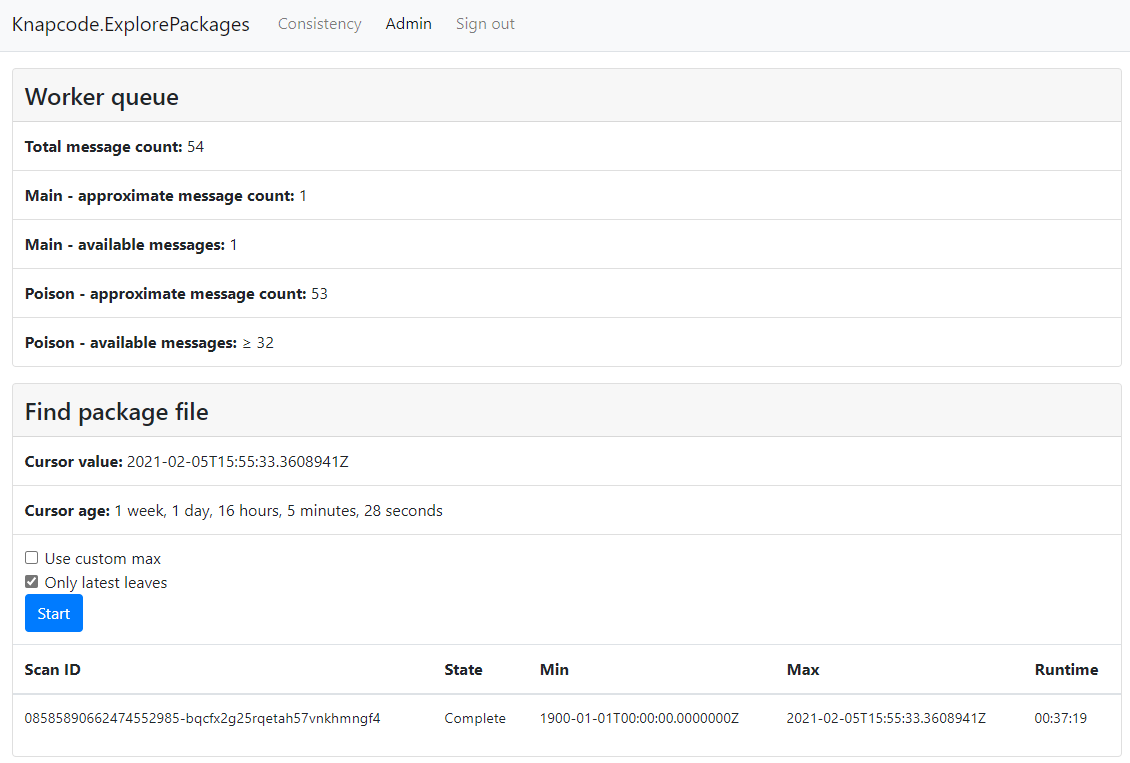 Knapcode.ExplorePackages Consistency Admin Sign out
Worker queue
Total message count: 54
Main - approximate message count: 1
Main - available messages: 1
Poison - approximate message count: 53
Poison - available messages: ≥ 32
Find package file
Cursor value: 2021-02-05T15:55:33.3608941Z
Cursor age: 1 week, 1 day, 16 hours, 5 minutes, 28 seconds
Use custom max
Only latest leaves
Start
Scan ID State Min Max Runtime
08585890662474552985-bqcfx2g25rqetah57vnkhmngf4 Complete 1900-01-01T00:00:00.0000000Z 2021-02-05T15:55:33.3608941Z 00:37:19